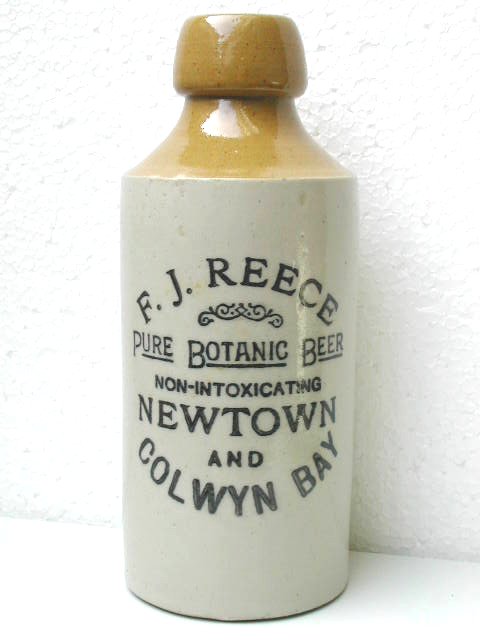 F. J. REECE
PURE BOTANIC BEER
NON-INTOXICATING
NEWTOWN
AND
COLWYN BAY